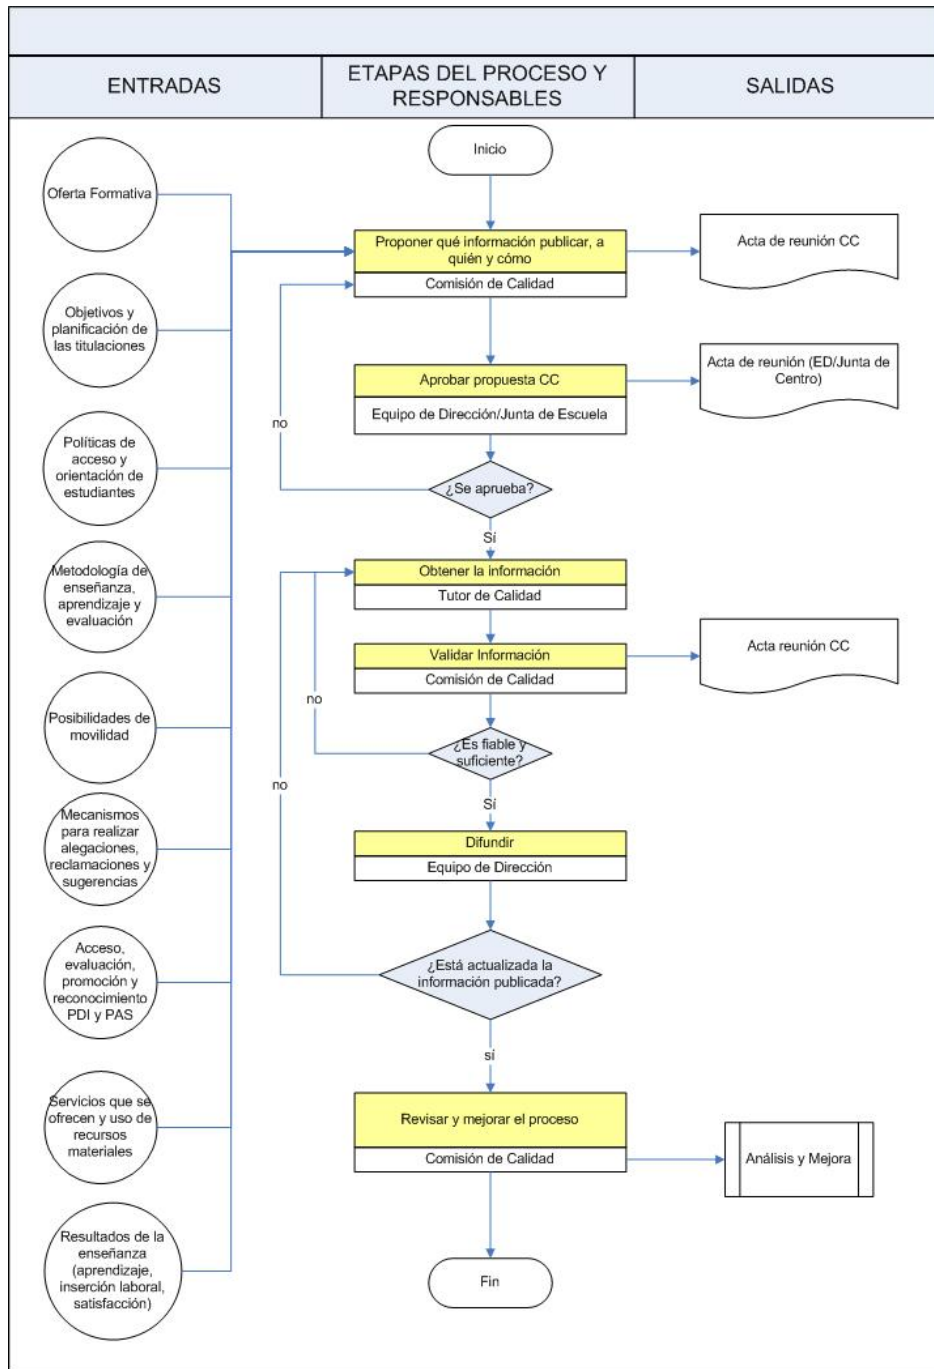 ENTRADAS
ETAPAS DEL PROCESO Y
RESPONSABLES
SALIDAS
Oferta Formativa
Objetivos y
planificación de
las titulaciones
Políticas de
acceso y
orientación de
estudiantes
Metodología de
enseñanza,
aprendizaje y
evaluación
Posibilidades de
movilidad
Mecanismos
para realizar
alegaciones,
reclamaciones y
sugerencias
Acceso,
evaluación,
promoción y
reconocimiento
PDI y PAS
Servicios que se
ofrecen y uso de
recursos
materiales
Resultados de la
enseñanza
(aprendizaje,
inserción laboral,
satisfacción)
Inicio
Proponer qué información publicar, a
quién y cómo
Comisión de Calidad
Aprobar propuesta CC
Equipo de Dirección/Junta de Escuela
no
¿Se aprueba?
Sí
Obtener la información
Tutor de Calidad
Validar Información
Comisión de Calidad
no
¿Es fiable y
suficiente?
no
Sí
Difundir
Equipo de Dirección
¿Está actualizada la
información publicada?
sí
Revisar y mejorar el proceso
Comisión de Calidad
Fin
Acta de reunión CC
Acta de reunión (ED/Junta de
Centro)
Acta reunión CC
Análisis y Mejora